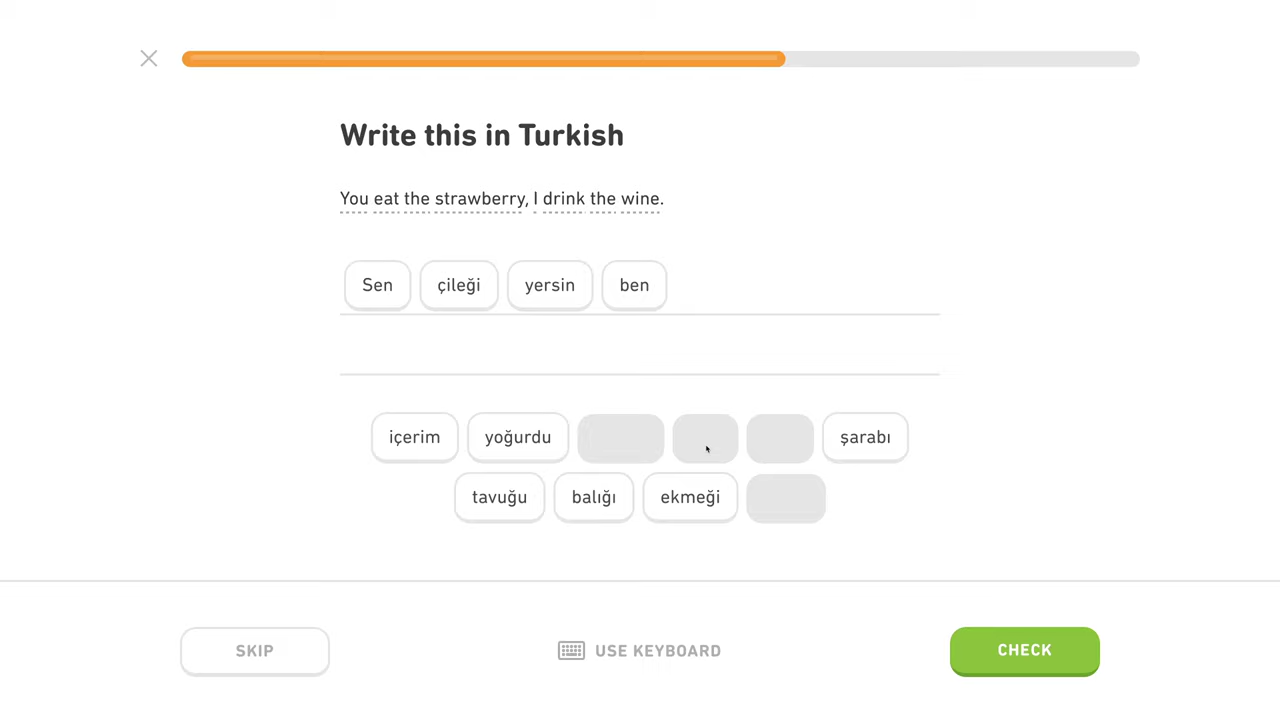 Write this in Turkish
You eat the strawberry, I drink the wine.
Sen çileği yersin ben
içerim yoğurdu şarabı
tavuğu balığı ekmeği
SKIP USE KEYBOARD CHECK